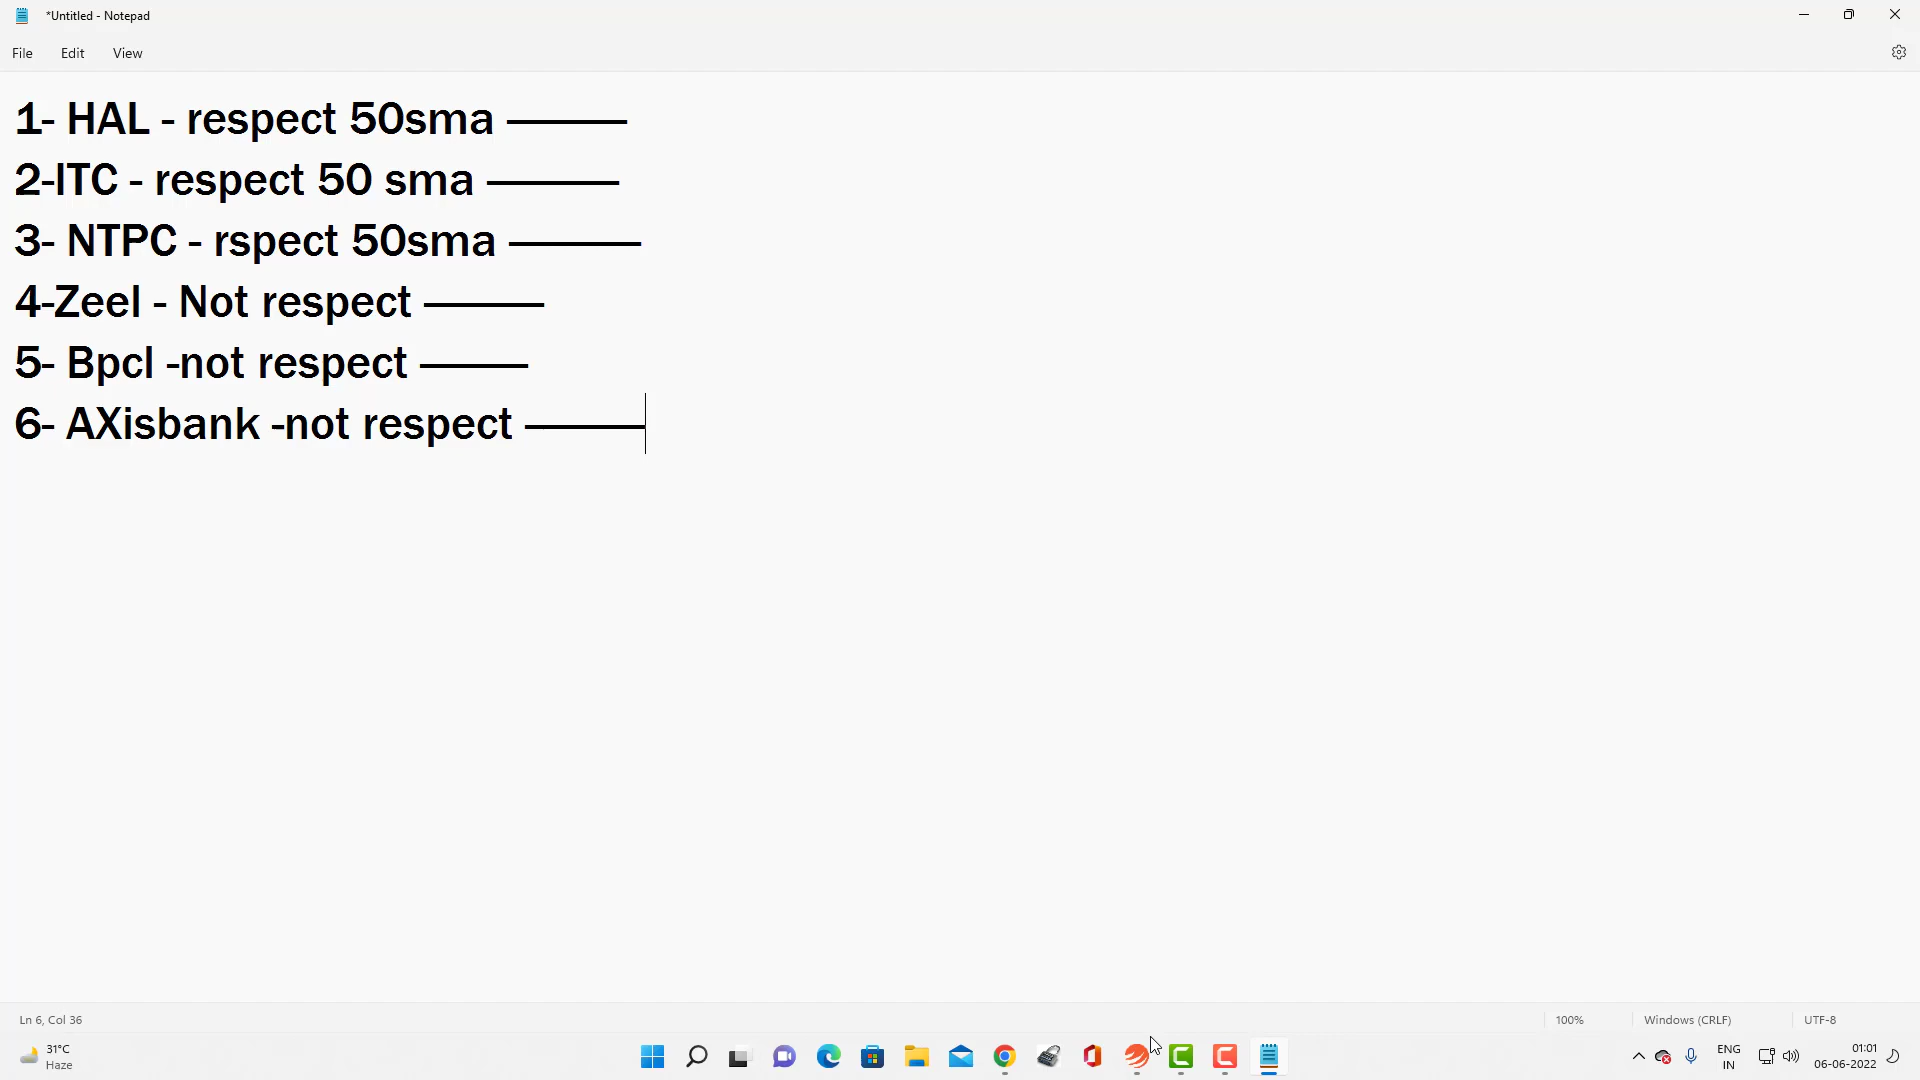 *Untitled - Notepad
File Edit View
1- HAL - respect 50sma ———
2-ITC - respect 50 sma ———
3- NTPC - rspect 50sma ———
4-Zeel - Not respect ———
5- Bpcl -not respect ———
6- AXisbank -not respect ———
Ln 6, Col 36 100% Windows (CRLF) UTF-8
31°C
Haze
ENG
IN
01:01
06-06-2022